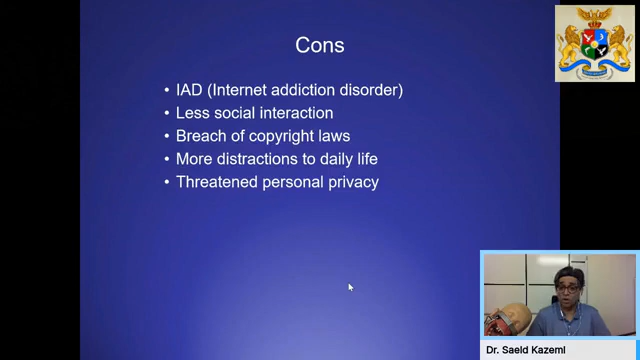 Cons
• IAD (Internet addiction disorder)
• Less social interaction
• Breach of copyright laws
• More distractions to daily life
• Threatened personal privacy
Dr. Saeid Kazemi